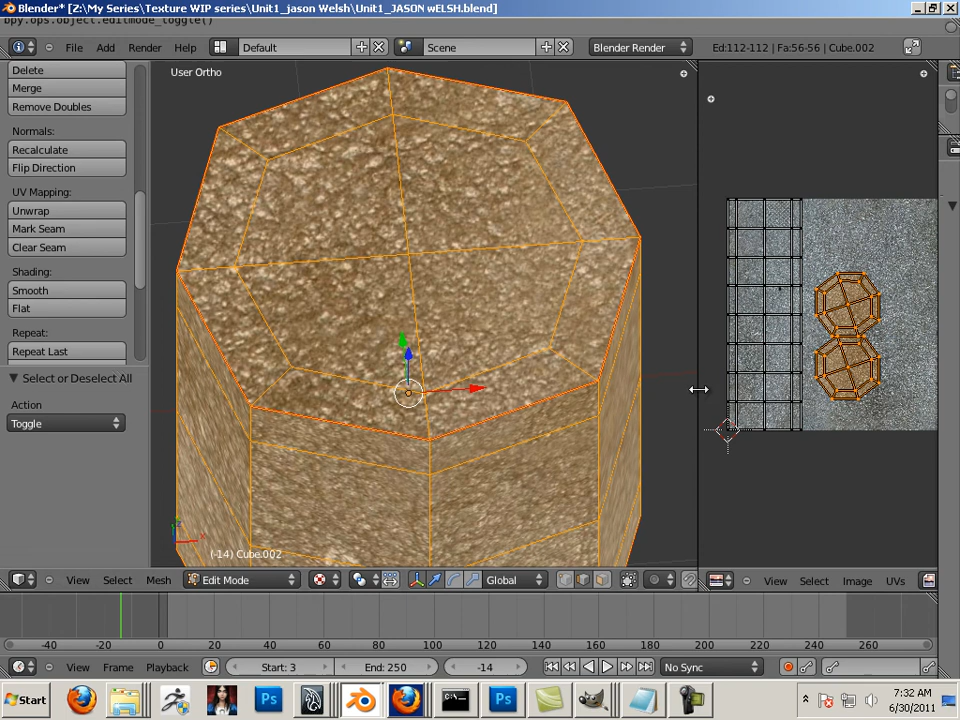 Blender* [Z:\My Series\Texture WIP series\Unit1_jason Welsh\Unit1_JASON wELSH.blend]
bpy.ops.object.editmode_toggle()
File Add Render Help Default Scene Blender Render Ed:112-112 | Fa:56-56 | Cube.002
Delete
Merge
Remove Doubles
Normals:
Recalculate
Flip Direction
UV Mapping:
Unwrap
Mark Seam
Clear Seam
Shading:
Smooth
Flat
Repeat:
Repeat Last
Select or Deselect All
Action
Toggle
User Ortho
(-14) Cube.002
View Select Mesh Edit Mode Global View Select Image UVs
-40 -20 0 20 40 60 80 100 120 140 160 180 200 220 240 260
View Frame Playback Start: 3 End: 250 -14 No Sync
Start Ps Ps 7:32 AM
6/30/2011